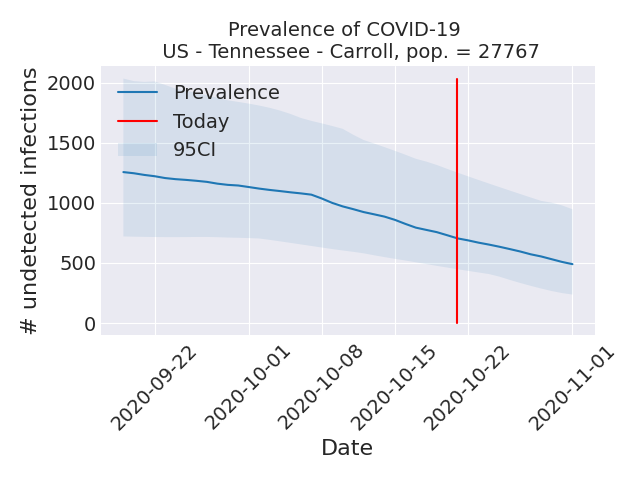 Prevalence of COVID-19
US - Tennessee - Carroll, pop. = 27767
# undetected infections
2000
1500
1000
500
0
Prevalence
Today
95CI
2020-09-22
2020-10-01
2020-10-08
2020-10-15
2020-10-22
2020-11-01
Date